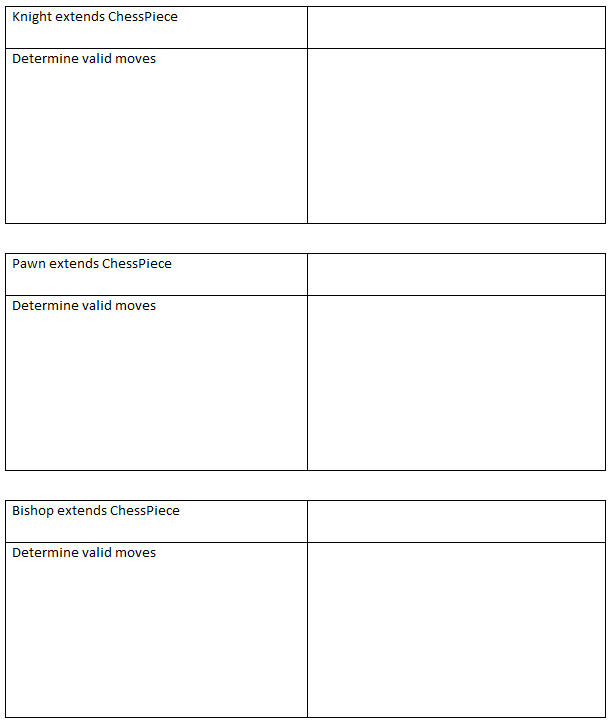 Knight extends ChessPiece
Determine valid moves
Pawn extends ChessPiece
Determine valid moves
Bishop extends ChessPiece
Determine valid moves